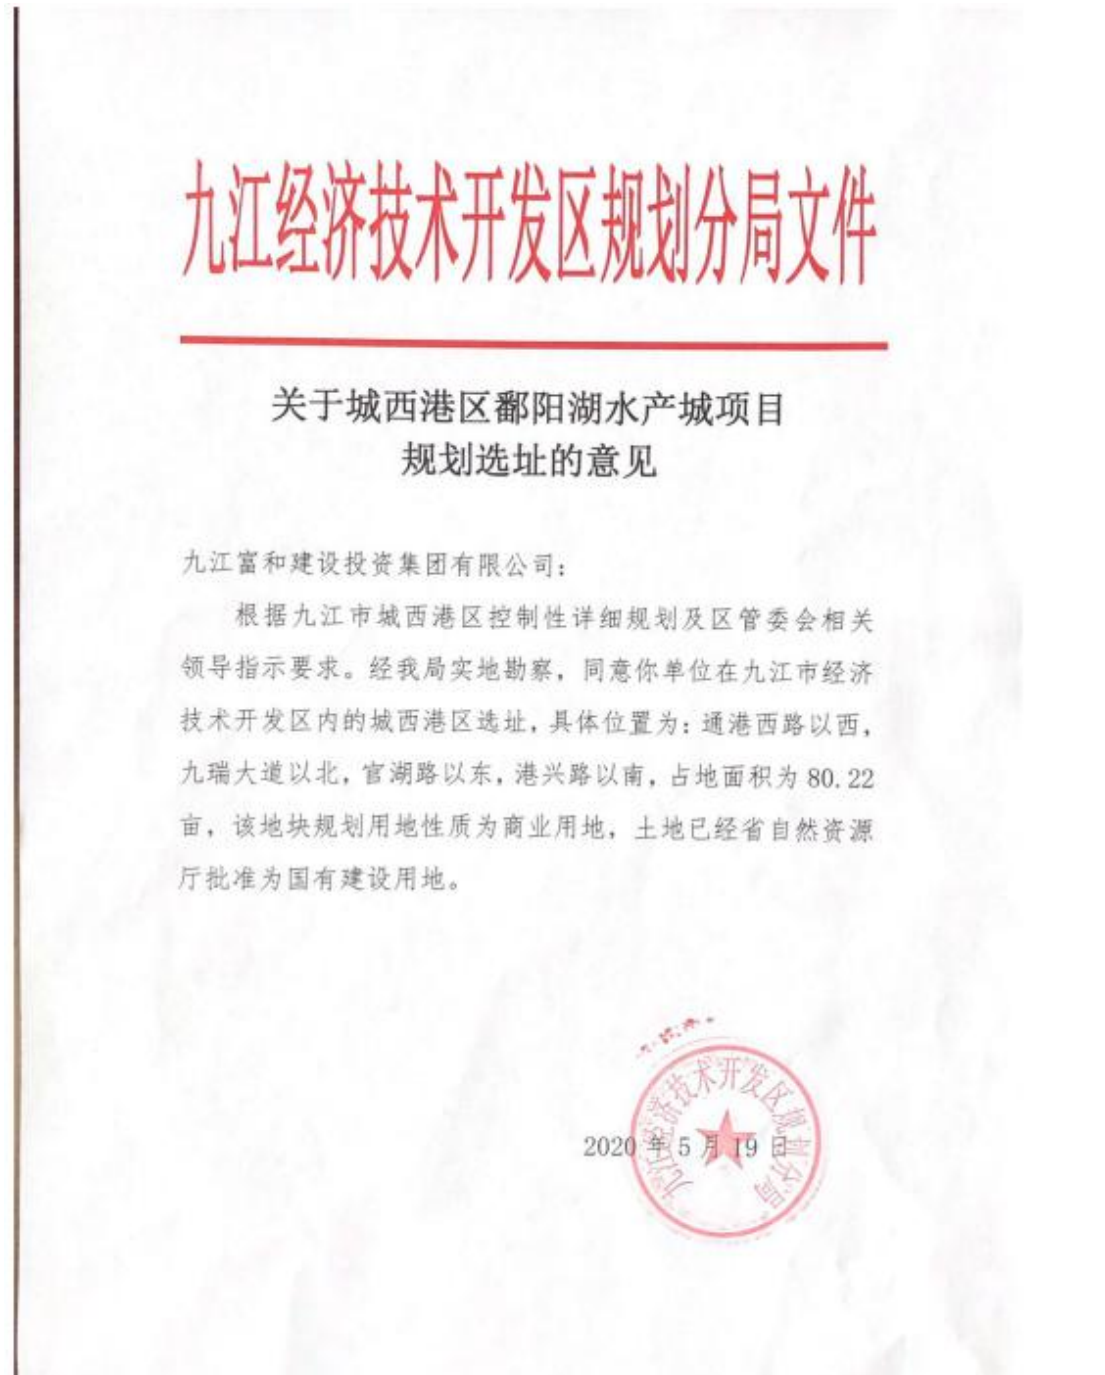 九江经济技术开发区规划分局文件
关于城西港区鄱阳湖水产城项目
规划选址的意见
九江富和建设投资集团有限公司：
根据九江市城西港区控制性详细规划及区管委会相关
领导指示要求。经我局实地勘察，同意你单位在九江市经济
技术开发区内的城西港区选址，具体位置为：通港西路以西，
九瑞大道以北，官湖路以东，港兴路以南，占地面积为 80.22
亩，该地块规划用地性质为商业用地，土地已经省自然资源
厅批准为国有建设用地。
九江经济技术开发区规划分局
2020 年 5 月 19 日